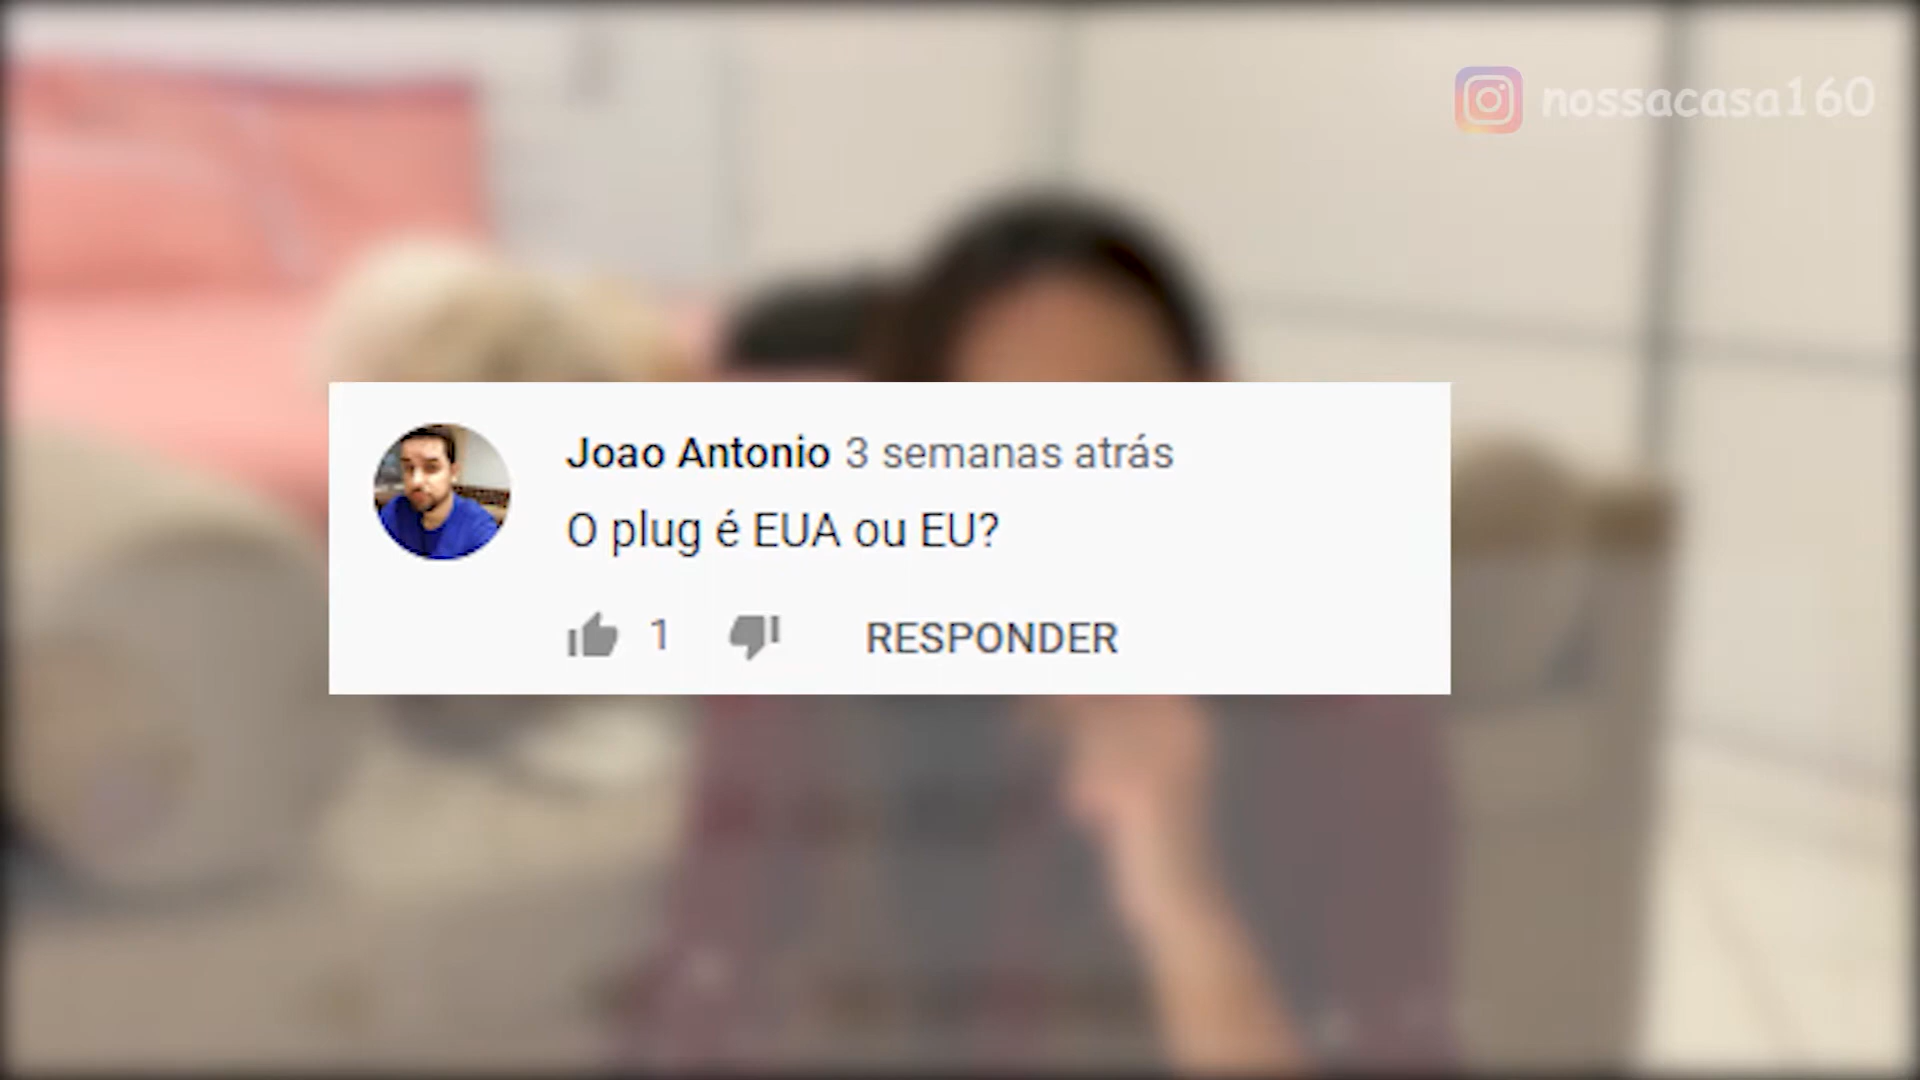 nossacasa160
Joao Antonio 3 semanas atrás
O plug é EUA ou EU?
1
RESPONDER